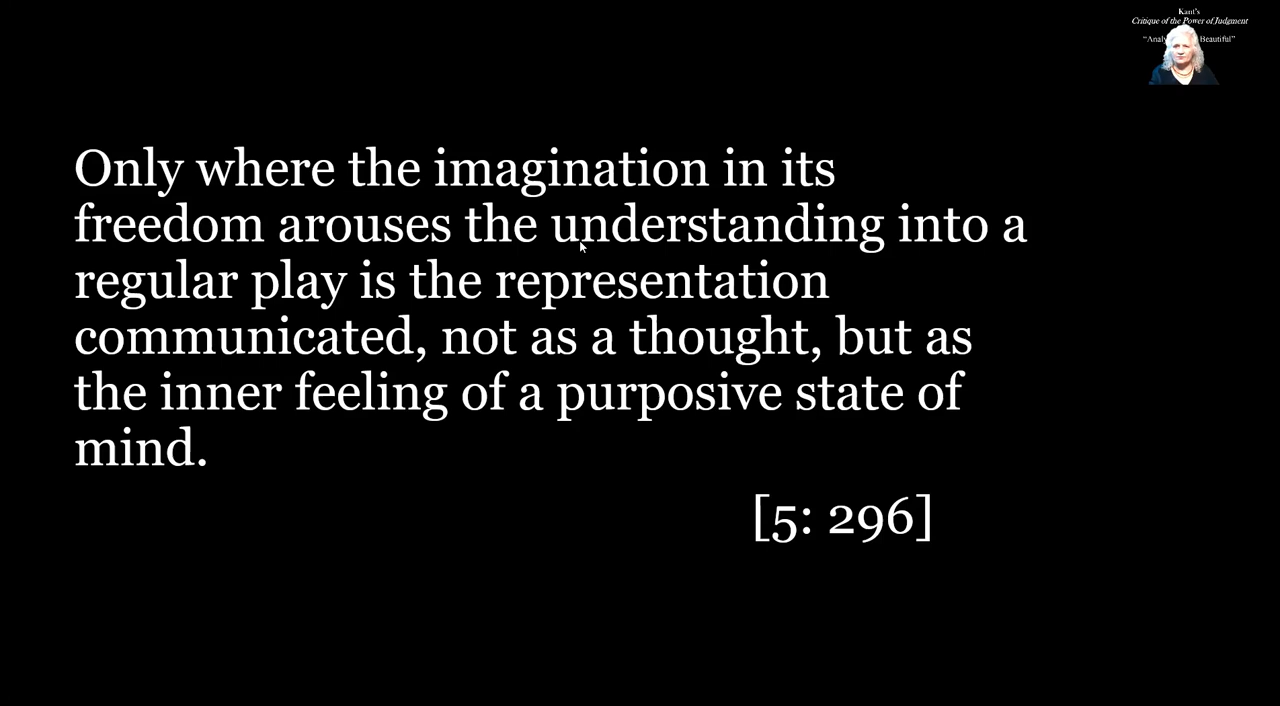 Kant's
Critique of the Power of Judgment
Beautiful”
Only where the imagination in its
freedom arouses the understanding into a
regular play is the representation
communicated, not as a thought, but as
the inner feeling of a purposive state of
mind.
[5: 296]